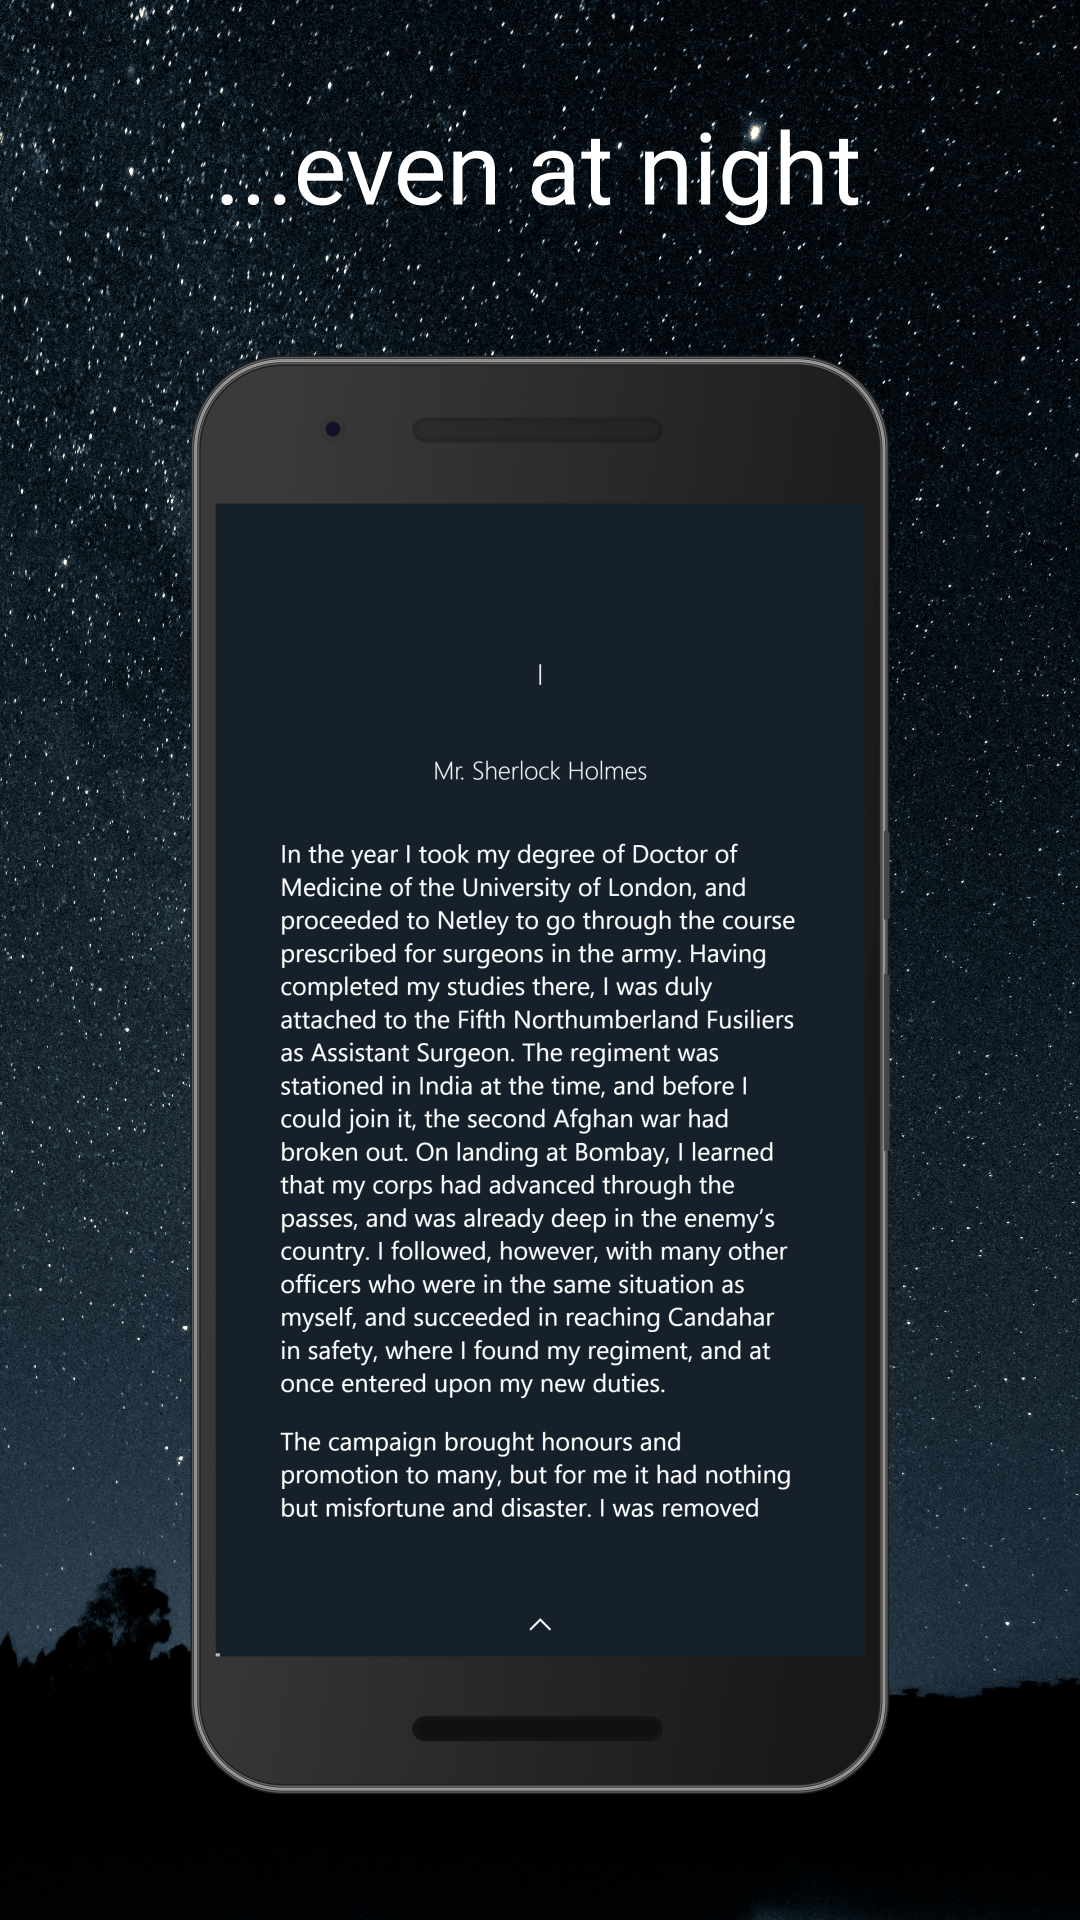 ...even at night
I
Mr. Sherlock Holmes
In the year I took my degree of Doctor of
Medicine of the University of London, and
proceeded to Netley to go through the course
prescribed for surgeons in the army. Having
completed my studies there, I was duly
attached to the Fifth Northumberland Fusiliers
as Assistant Surgeon. The regiment was
stationed in India at the time, and before I
could join it, the second Afghan war had
broken out. On landing at Bombay, I learned
that my corps had advanced through the
passes, and was already deep in the enemy’s
country. I followed, however, with many other
officers who were in the same situation as
myself, and succeeded in reaching Candahar
in safety, where I found my regiment, and at
once entered upon my new duties.
The campaign brought honours and
promotion to many, but for me it had nothing
but misfortune and disaster. I was removed